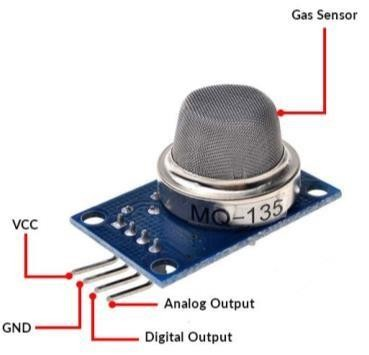 Gas Sensor
MQ-135
VCC
Analog Output
GND
Digital Output